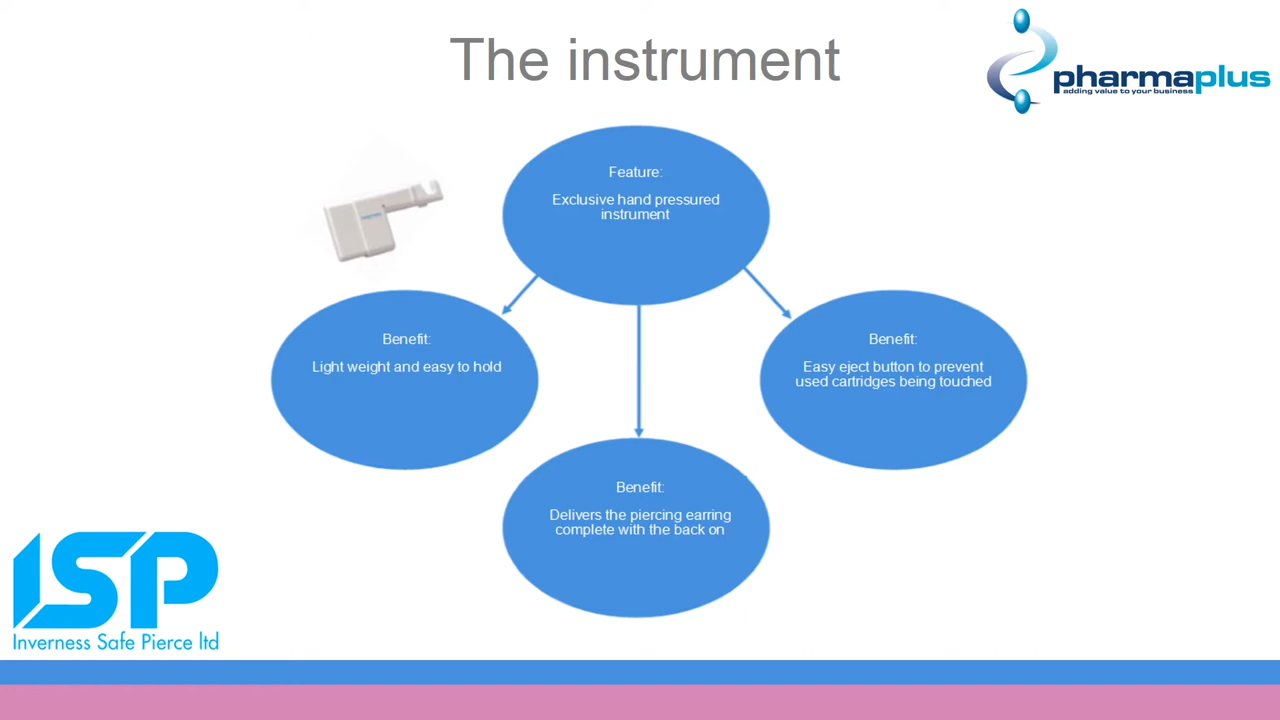 The instrument
pharmaplus
adding value to your business
Feature:
Exclusive hand pressured
instrument
Benefit:
Light weight and easy to hold
Benefit:
Easy eject button to prevent
used cartridges being touched
Benefit:
Delivers the piercing earring
complete with the back on
ISP
Inverness Safe Pierce ltd